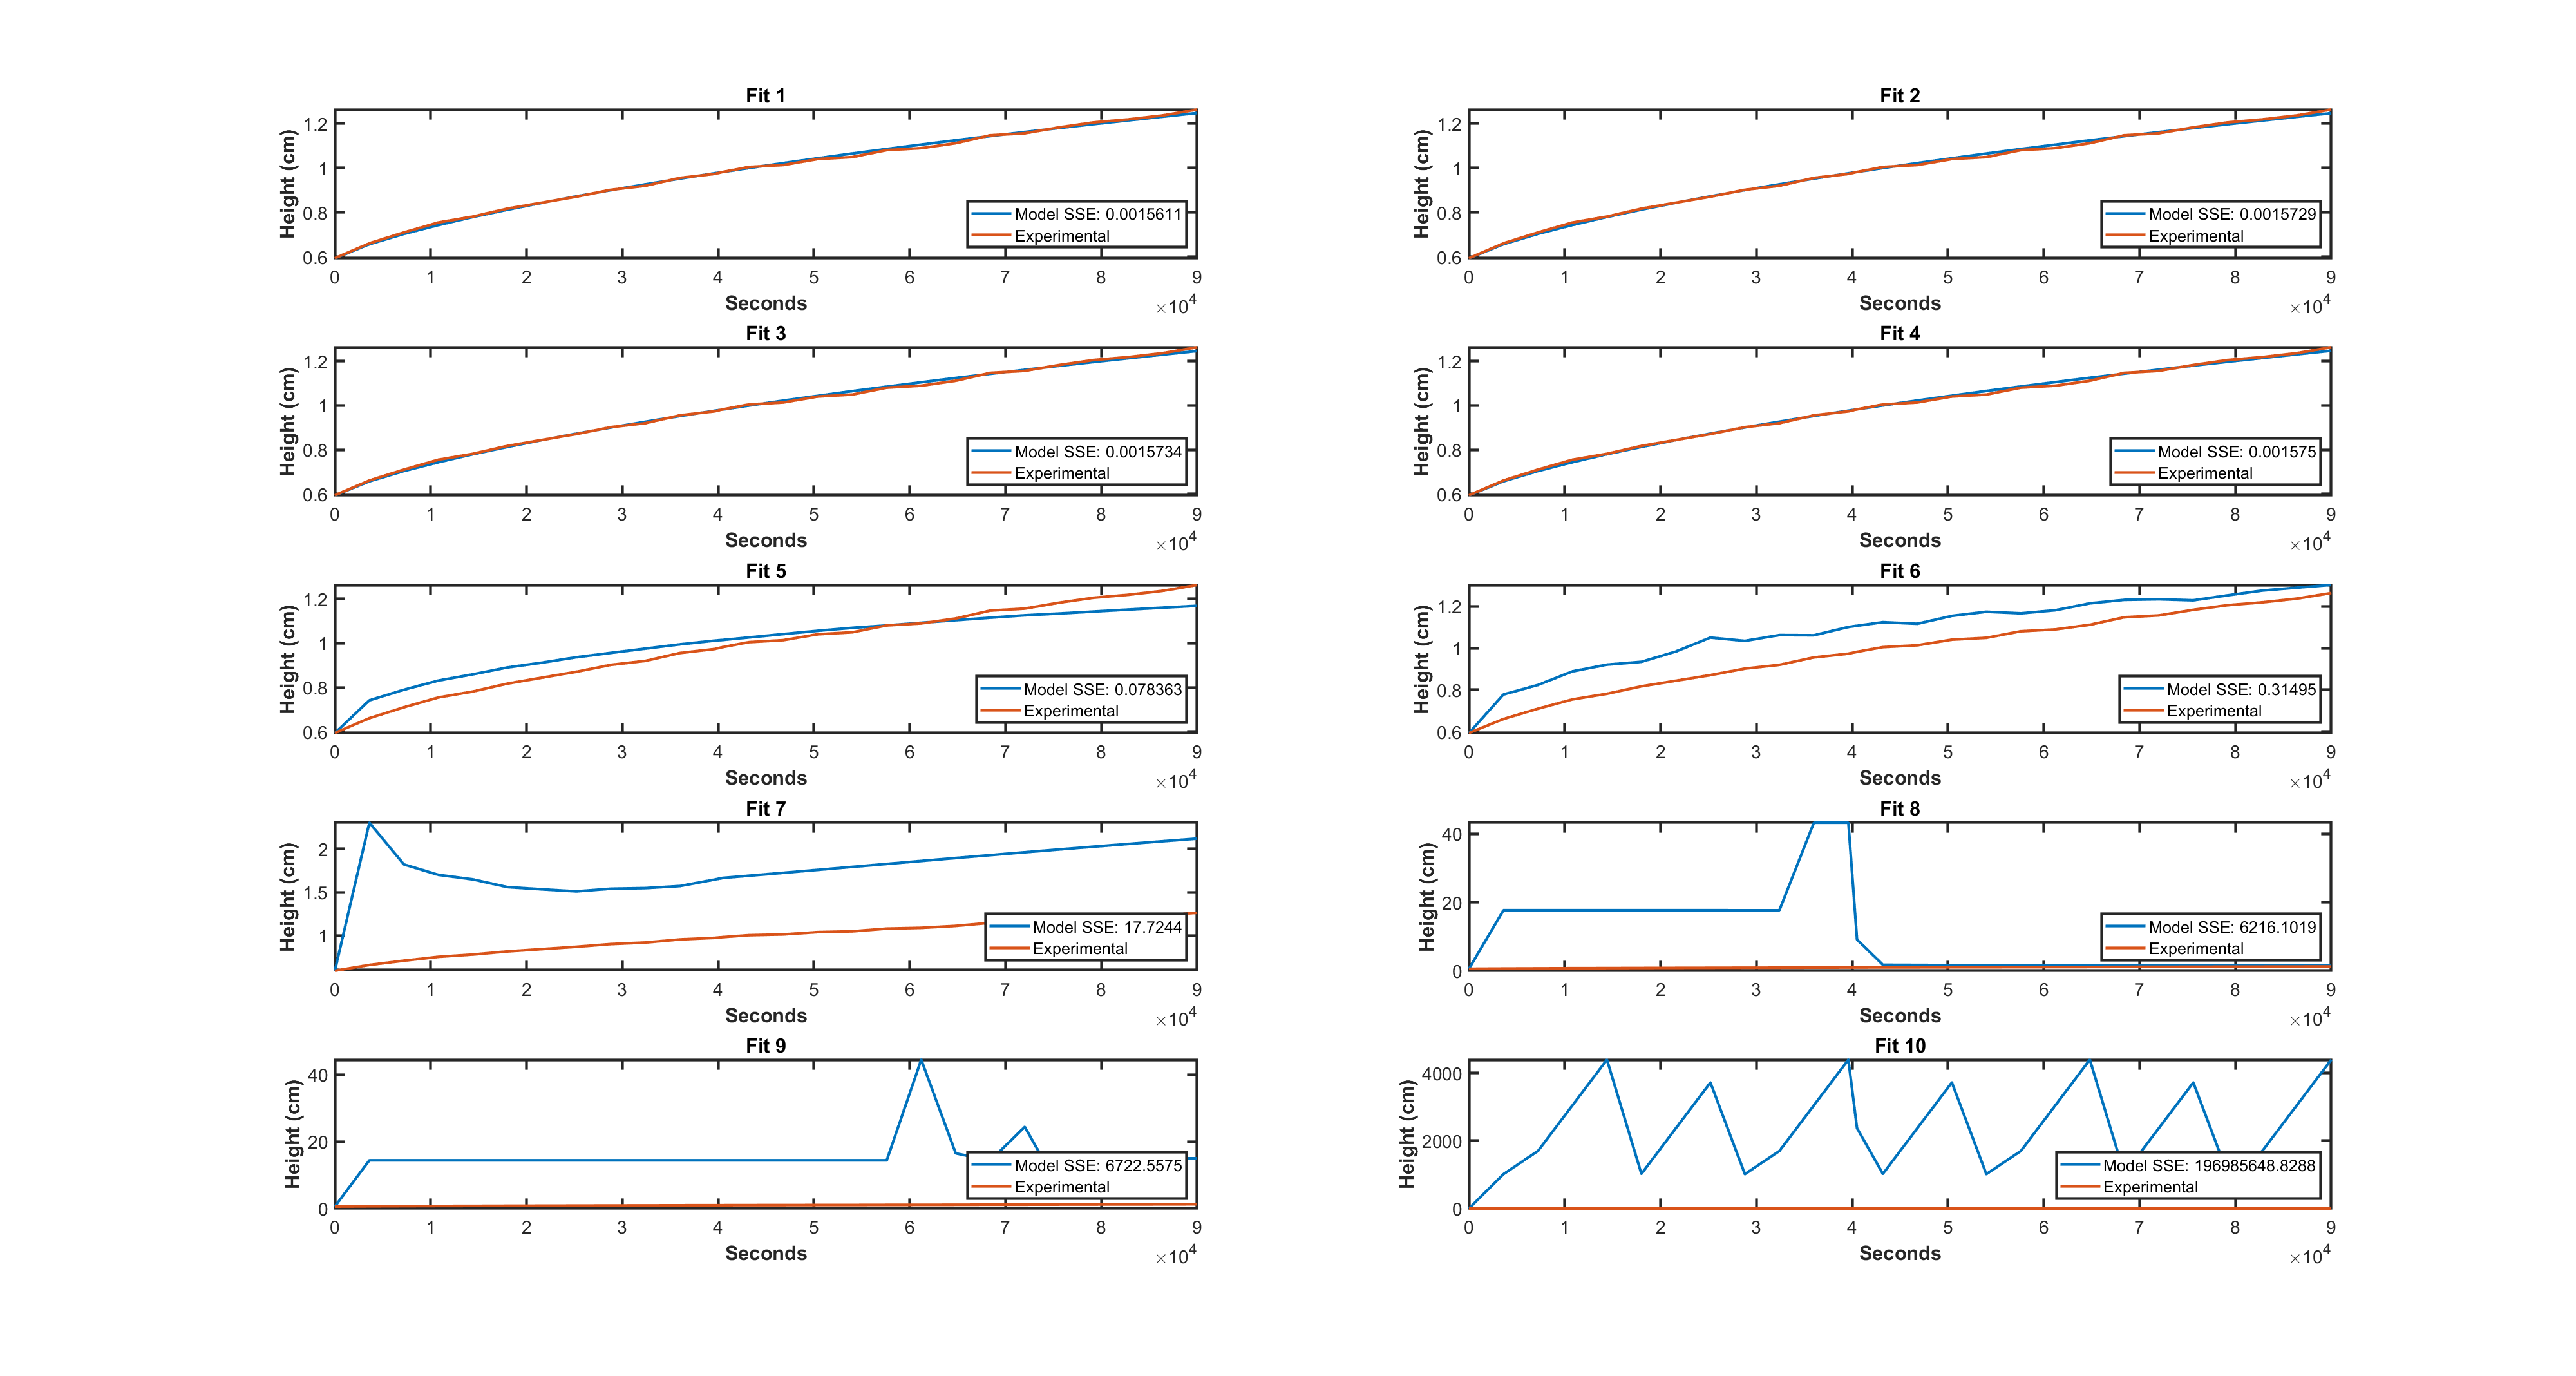 Fit 1
Height (cm)
1.2
1
0.8
0.6
Model SSE: 0.0015611
Experimental
0 1 2 3 4 5 6 7 8 9
Seconds
×10^4
Fit 2
Height (cm)
1.2
1
0.8
0.6
Model SSE: 0.0015729
Experimental
0 1 2 3 4 5 6 7 8 9
Seconds
×10^4
Fit 3
Height (cm)
1.2
1
0.8
0.6
Model SSE: 0.0015734
Experimental
0 1 2 3 4 5 6 7 8 9
Seconds
×10^4
Fit 4
Height (cm)
1.2
1
0.8
0.6
Model SSE: 0.001575
Experimental
0 1 2 3 4 5 6 7 8 9
Seconds
×10^4
Fit 5
Height (cm)
1.2
1
0.8
0.6
Model SSE: 0.078363
Experimental
0 1 2 3 4 5 6 7 8 9
Seconds
×10^4
Fit 6
Height (cm)
1.2
1
0.8
0.6
Model SSE: 0.31495
Experimental
0 1 2 3 4 5 6 7 8 9
Seconds
×10^4
Fit 7
Height (cm)
2
1.5
1
Model SSE: 17.7244
Experimental
0 1 2 3 4 5 6 7 8 9
Seconds
×10^4
Fit 8
Height (cm)
40
20
0
Model SSE: 6216.1019
Experimental
0 1 2 3 4 5 6 7 8 9
Seconds
×10^4
Fit 9
Height (cm)
40
20
0
Model SSE: 6722.5575
Experimental
0 1 2 3 4 5 6 7 8 9
Seconds
×10^4
Fit 10
Height (cm)
4000
2000
0
Model SSE: 196985648.8288
Experimental
0 1 2 3 4 5 6 7 8 9
Seconds
×10^4